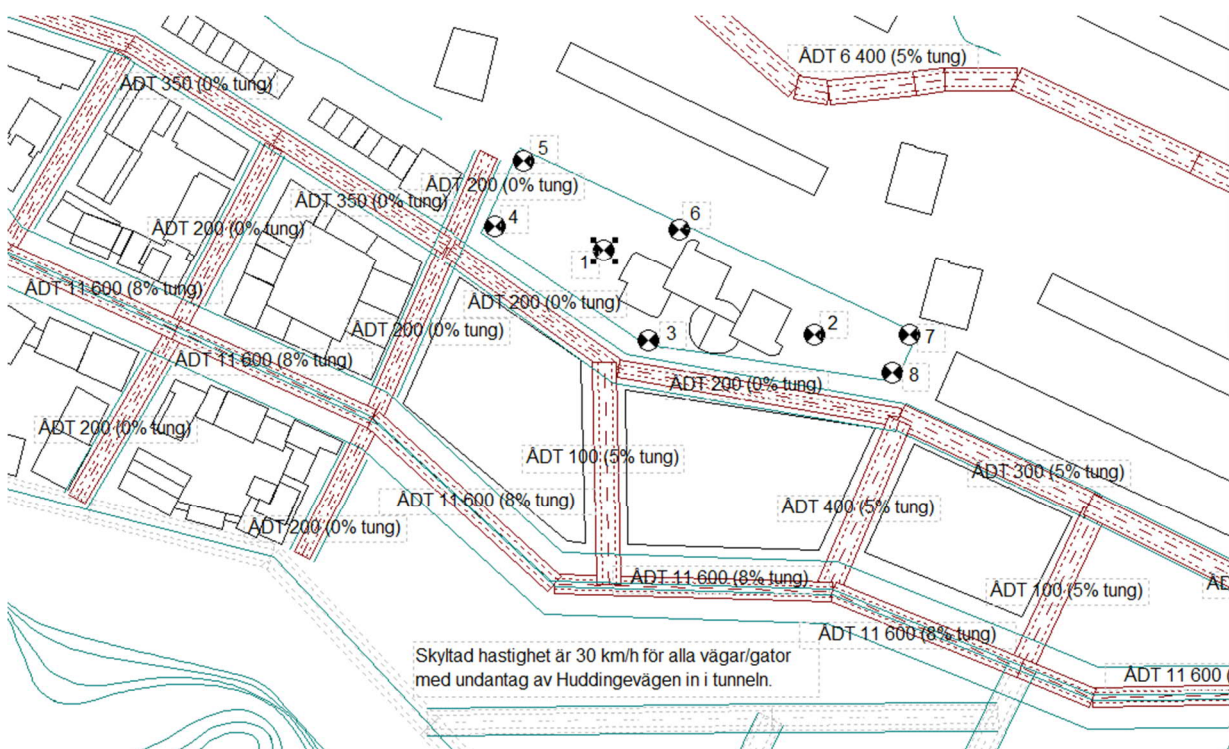 ÅDT 6 400 (5% tung)
ÅDT 350 (0% tung)
5
ÅDT 200 (0% tung)
ÅDT 350 (0% tung)
6
4
ÅDT 200 (0% tung)
1
ÅDT 11 600 (8% tung)
ÅDT 200 (0% tung)
ÅDT 200 (0% tung)
2
7
3
ÅDT 11 600 (8% tung)
8
ÅDT 200 (0% tung)
ÅDT 200 (0% tung)
ÅDT 100 (5% tung)
ÅDT 300 (5% tung)
ÅDT 11 600 (8% tung)
ÅDT 400 (5% tung)
ÅDT 200 (0% tung)
ÅDT 11 600 (8% tung)
ÅD
ÅDT 100 (5% tung)
ÅDT 11 600 (8% tung)
Skyltad hastighet är 30 km/h för alla vägar/gator
med undantag av Huddingevägen in i tunneln.
ÅDT 11 600 (